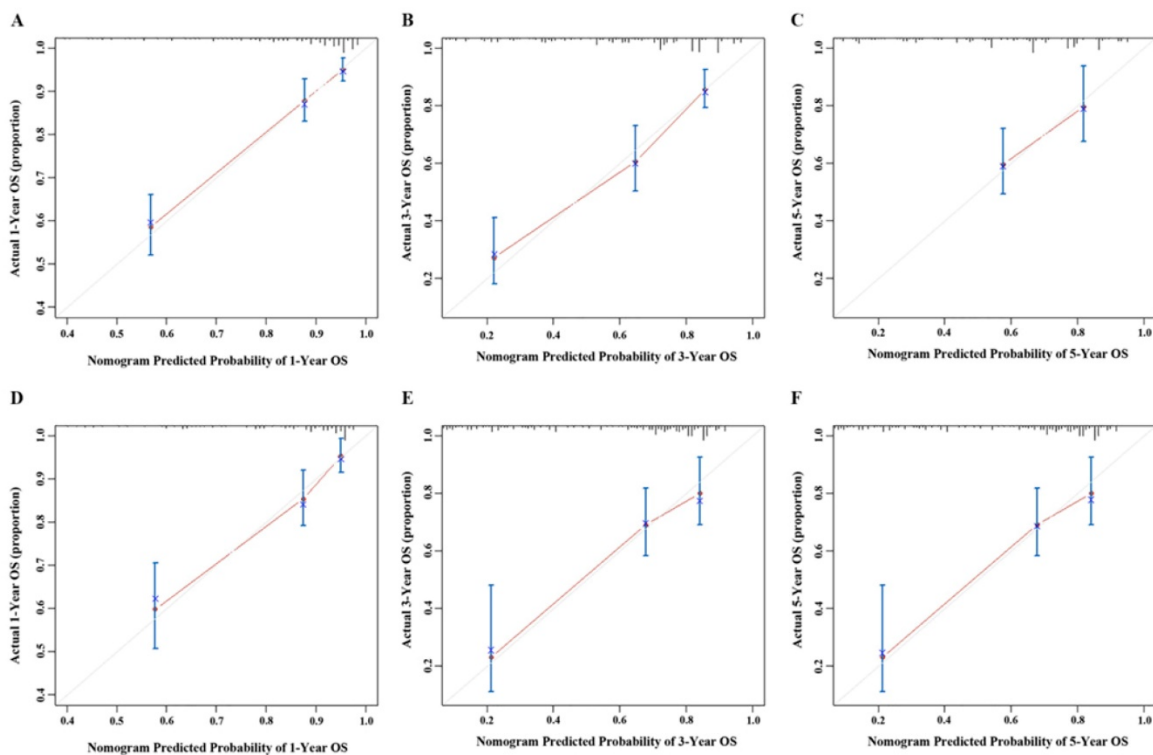 A
B
C
Actual 1-Year OS (proportion)
0.4 0.5 0.6 0.7 0.8 0.9 1.0
0.4 0.5 0.6 0.7 0.8 0.9 1.0
Nomogram Predicted Probability of 1-Year OS
Actual 3-Year OS (proportion)
0.2 0.4 0.6 0.8 1.0
0.2 0.4 0.6 0.8 1.0
Nomogram Predicted Probability of 3-Year OS
Actual 5-Year OS (proportion)
0.2 0.4 0.6 0.8 1.0
0.2 0.4 0.6 0.8 1.0
Nomogram Predicted Probability of 5-Year OS
D
E
F
Actual 1-Year OS (proportion)
0.4 0.5 0.6 0.7 0.8 0.9 1.0
0.4 0.5 0.6 0.7 0.8 0.9 1.0
Nomogram Predicted Probability of 1-Year OS
Actual 3-Year OS (proportion)
0.2 0.4 0.6 0.8 1.0
0.2 0.4 0.6 0.8 1.0
Nomogram Predicted Probability of 3-Year OS
Actual 5-Year OS (proportion)
0.2 0.4 0.6 0.8 1.0
0.2 0.4 0.6 0.8 1.0
Nomogram Predicted Probability of 5-Year OS